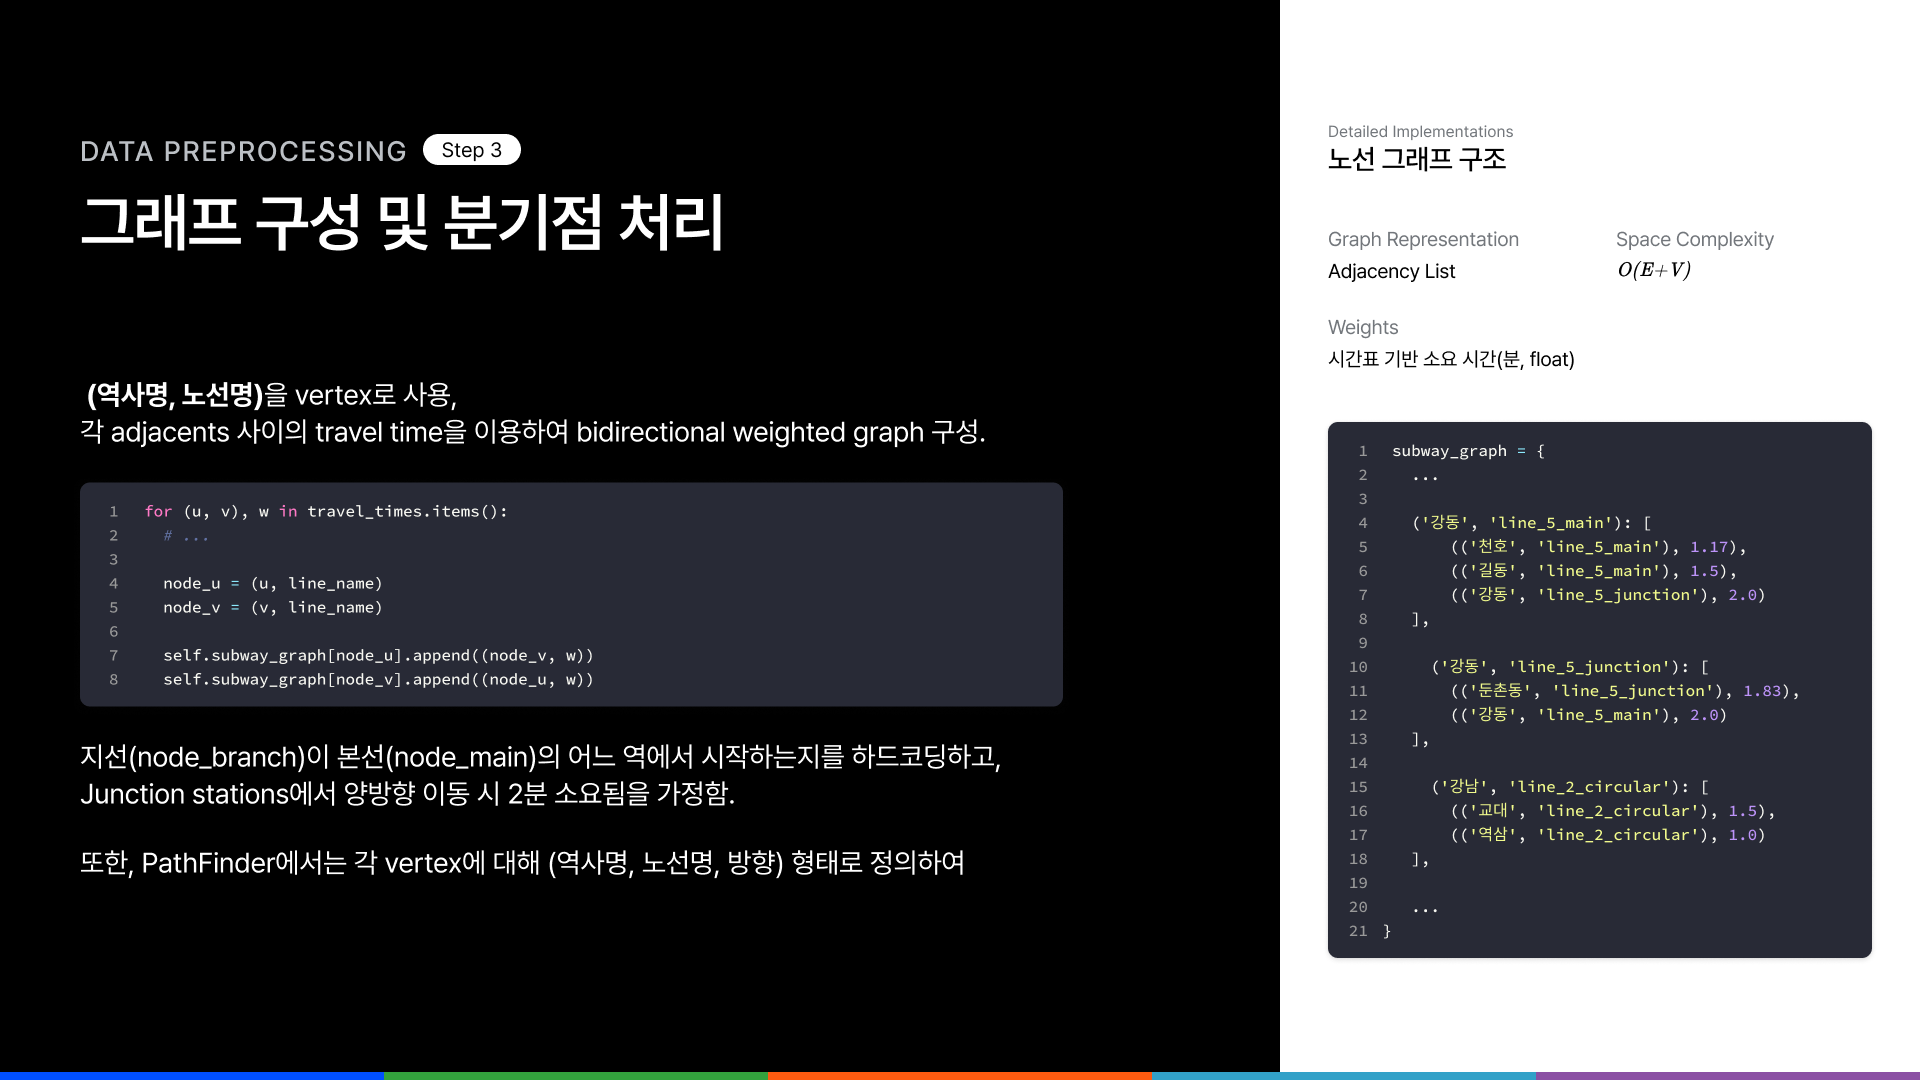 DATA PREPROCESSING Step 3
그래프 구성 및 분기점 처리
(역사명, 노선명)을 vertex로 사용,
각 adjacents 사이의 travel time을 이용하여 bidirectional weighted graph 구성.
1 for (u, v), w in travel_times.items():
2 # ...
3
4 node_u = (u, line_name)
5 node_v = (v, line_name)
6
7 self.subway_graph[node_u].append((node_v, w))
8 self.subway_graph[node_v].append((node_u, w))
지선(node_branch)이 본선(node_main)의 어느 역에서 시작하는지를 하드코딩하고,
Junction stations에서 양방향 이동 시 2분 소요됨을 가정함.
또한, PathFinder에서는 각 vertex에 대해 (역사명, 노선명, 방향) 형태로 정의하여
Detailed Implementations
노선 그래프 구조
Graph Representation
Adjacency List
Space Complexity
O(E+V)
Weights
시간표 기반 소요 시간(분, float)
1 subway_graph = {
2 ...
3
4 ('강동', 'line_5_main'): [
5 (('천호', 'line_5_main'), 1.17),
6 (('길동', 'line_5_main'), 1.5),
7 (('강동', 'line_5_junction'), 2.0)
8 ],
9
10 ('강동', 'line_5_junction'): [
11 (('둔촌동', 'line_5_junction'), 1.83),
12 (('강동', 'line_5_main'), 2.0)
13 ],
14
15 ('강남', 'line_2_circular'): [
16 (('교대', 'line_2_circular'), 1.5),
17 (('역삼', 'line_2_circular'), 1.0)
18 ],
19
20 ...
21 }